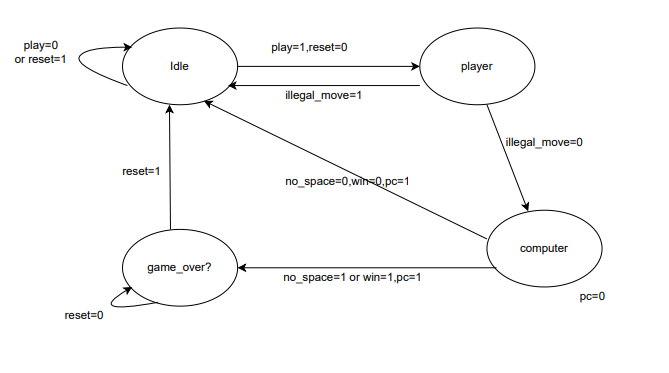 play=0
or reset=1
Idle
play=1,reset=0
player
illegal_move=1
illegal_move=0
reset=1
no_space=0,win=0,pc=1
computer
game_over?
no_space=1 or win=1,pc=1
pc=0
reset=0